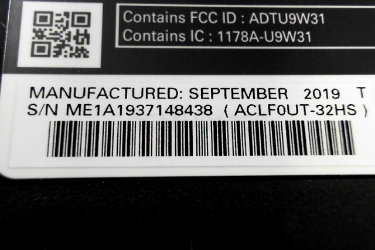 Contains FCC ID : ADTU9W31
Contains IC : 1178A-U9W31
MANUFACTURED: SEPTEMBER 2019 T
S/N ME1A1937148438 ( ACLF0UT-32HS )